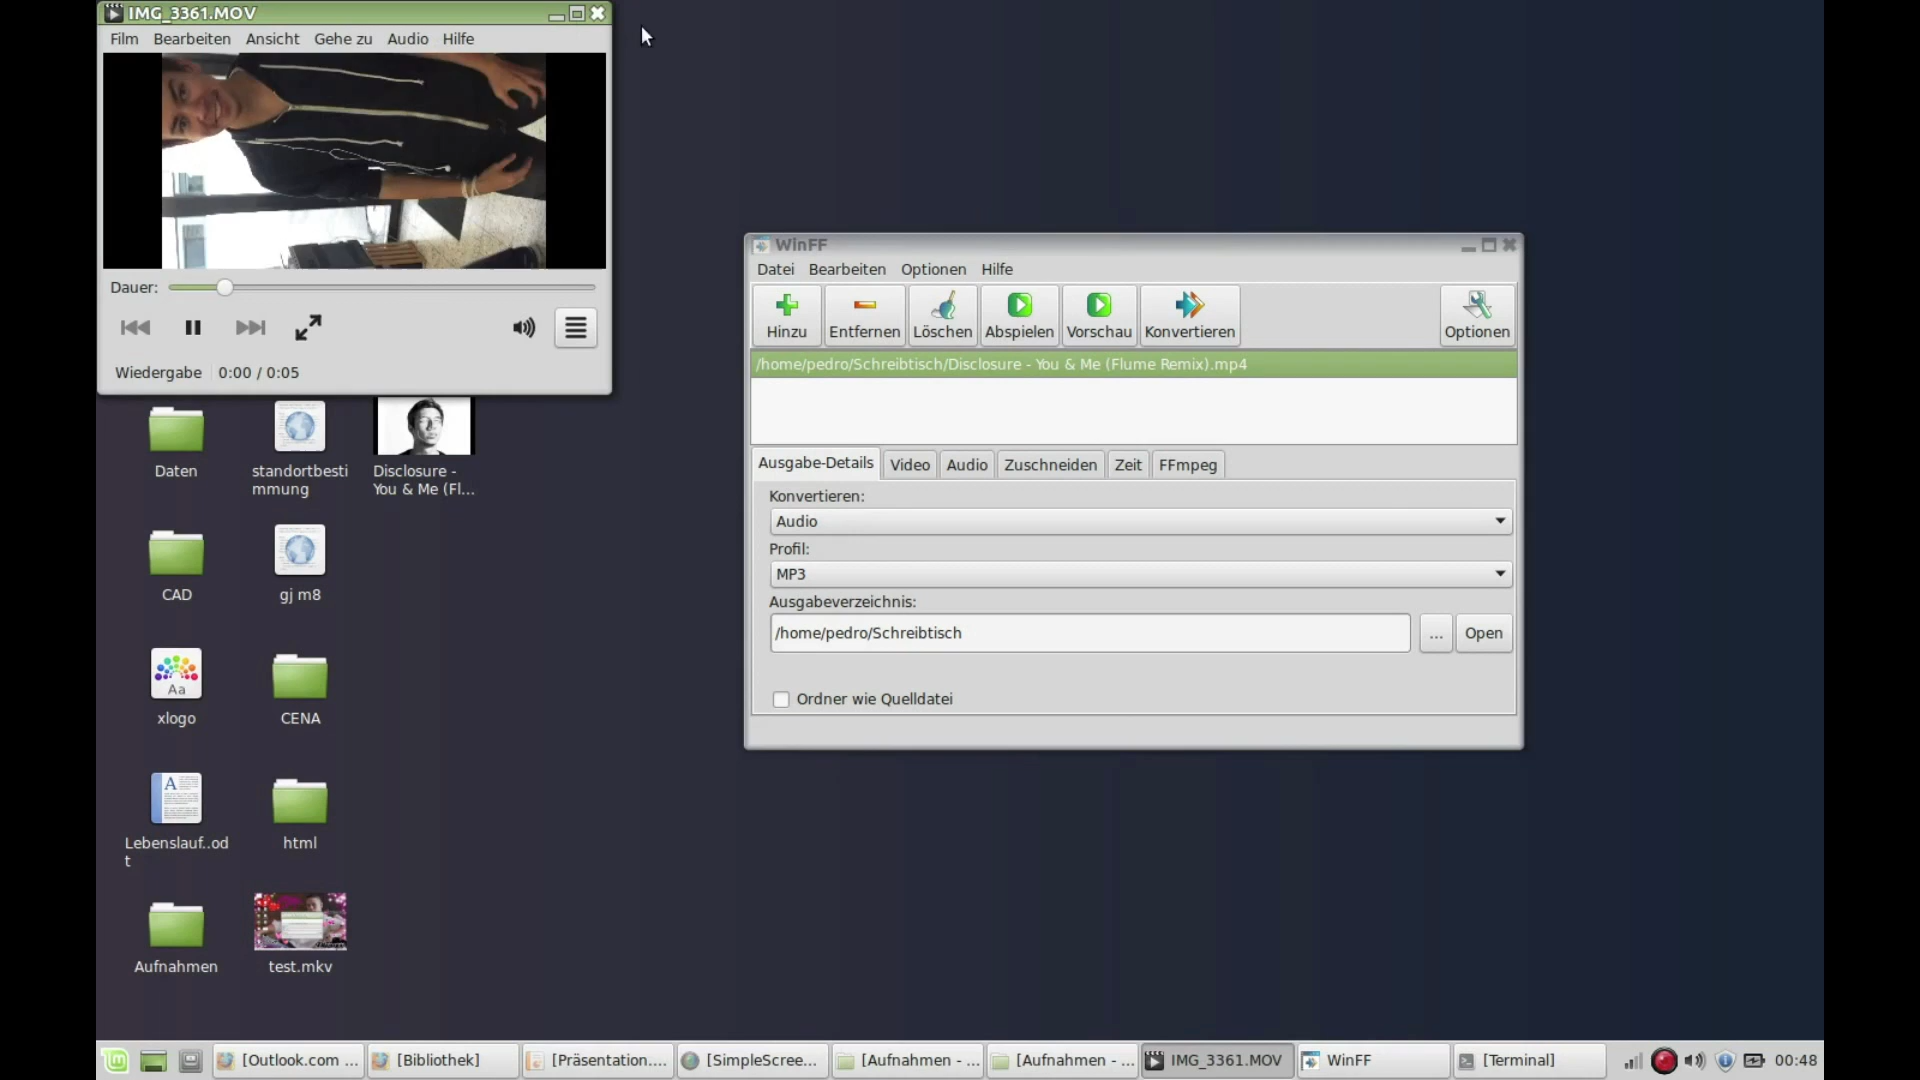 IMG_3361.MOV
Film Bearbeiten Ansicht Gehe zu Audio Hilfe
Dauer:
Wiedergabe 0:00 / 0:05
WinFF
Datei Bearbeiten Optionen Hilfe
Hinzu Entfernen Löschen Abspielen Vorschau Konvertieren Optionen
/home/pedro/Schreibtisch/Disclosure - You & Me (Flume Remix).mp4
Ausgabe-Details Video Audio Zuschneiden Zeit FFmpeg
Konvertieren:
Audio
Profil:
MP3
Ausgabeverzeichnis:
/home/pedro/Schreibtisch ... Open
Ordner wie Quelldatei
Daten
standortbesti
mmung
Disclosure -
You & Me (Fl...
CAD
gj m8
Aa
xlogo
CENA
A
Lebenslauf..od
t
html
Aufnahmen
test.mkv
[Outlook.com ... [Bibliothek] [Präsentation.... [SimpleScree... [Aufnahmen - ... [Aufnahmen - ... IMG_3361.MOV WinFF [Terminal] 00:48